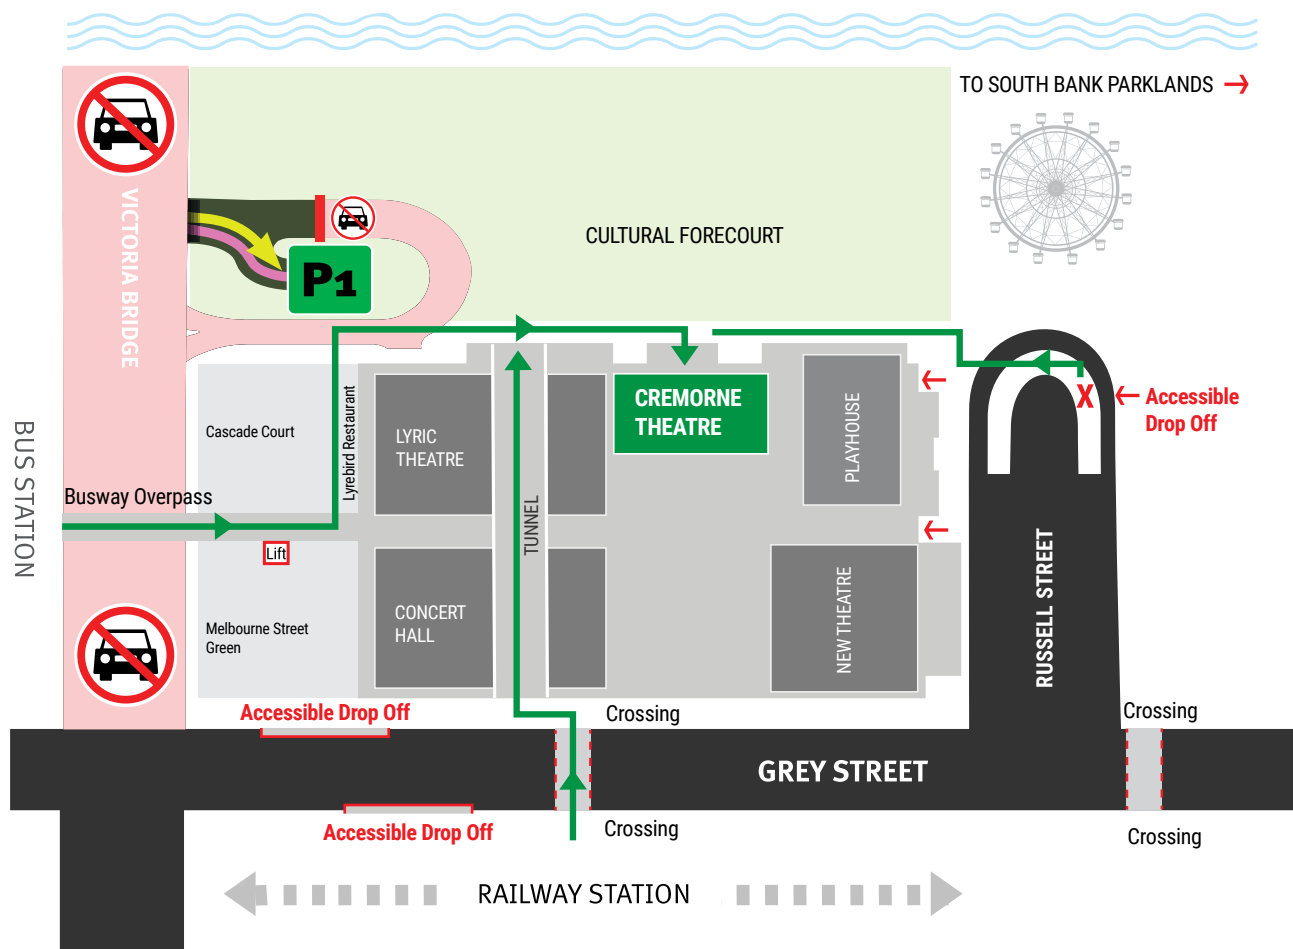 TO SOUTH BANK PARKLANDS
VICTORIA BRIDGE
CULTURAL FORECOURT
P1
BUS STATION
Cascade Court
Lyrebird Restaurant
LYRIC
THEATRE
CREMORNE
THEATRE
PLAYHOUSE
Accessible
Drop Off
Busway Overpass
TUNNEL
Lift
Melbourne Street
Green
CONCERT
HALL
NEW THEATRE
RUSSELL STREET
Accessible Drop Off
Crossing
Crossing
GREY STREET
Accessible Drop Off
Crossing
Crossing
RAILWAY STATION